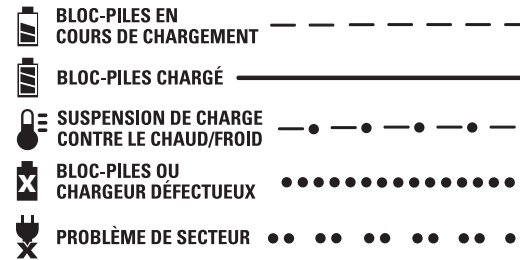 BLOC-PILES EN
COURS DE CHARGEMENT
BLOC-PILES CHARGÉ
SUSPENSION DE CHARGE
CONTRE LE CHAUD/FROID
BLOC-PILES OU
CHARGEUR DÉFECTUEUX
PROBLÈME DE SECTEUR